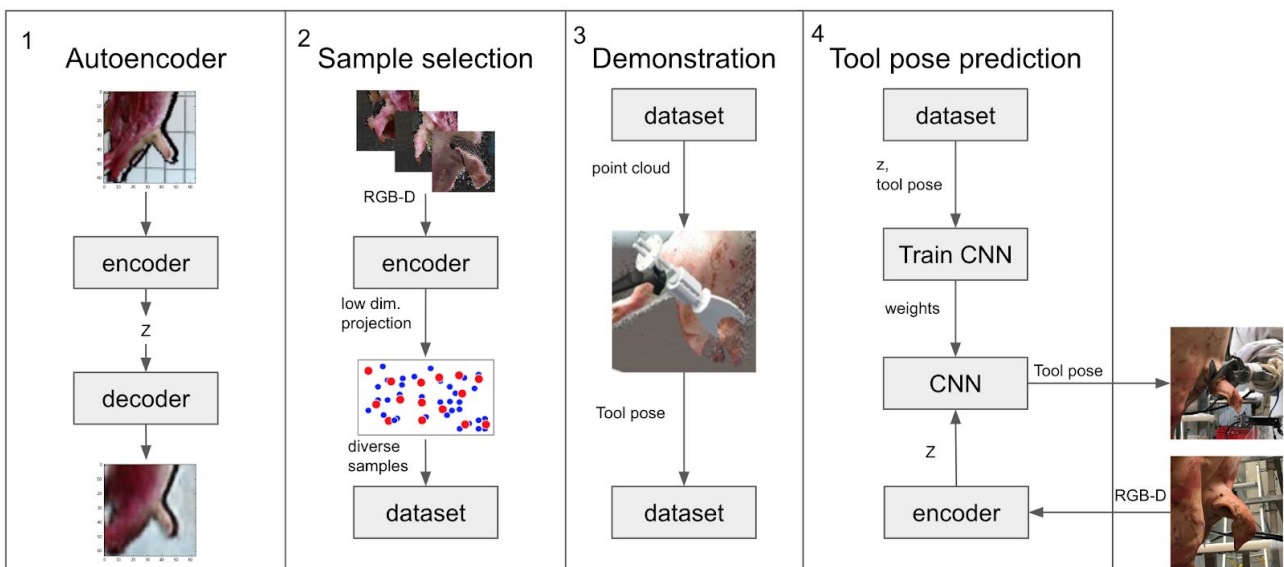 1
Autoencoder
encoder
z
decoder
2
Sample selection
RGB-D
encoder
low dim.
projection
diverse
samples
dataset
3
Demonstration
dataset
point cloud
Tool pose
dataset
4
Tool pose prediction
dataset
z,
tool pose
Train CNN
weights
CNN
Tool pose
z
encoder
RGB-D